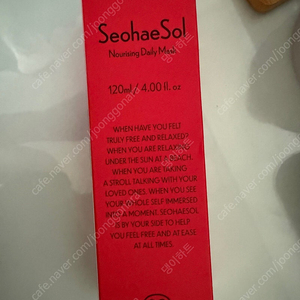 SeohaeSol
Nourising Daily Mask
120ml / 4.00 fl. oz
WHEN HAVE YOU FELT
TRULY FREE AND RELAXED?
WHEN YOU ARE RELAXING
UNDER THE SUN AT A BEACH.
WHEN YOU ARE TAKING
A STROLL TALKING WITH YOUR
LOVED ONES. WHEN YOU SEE
YOUR WHOLE SELF IMMERSED
INTO A MOMENT. SEOHAESOL
IS BY YOUR SIDE TO HELP
YOU FEEL FREE AND AT EASE
AT ALL TIMES.